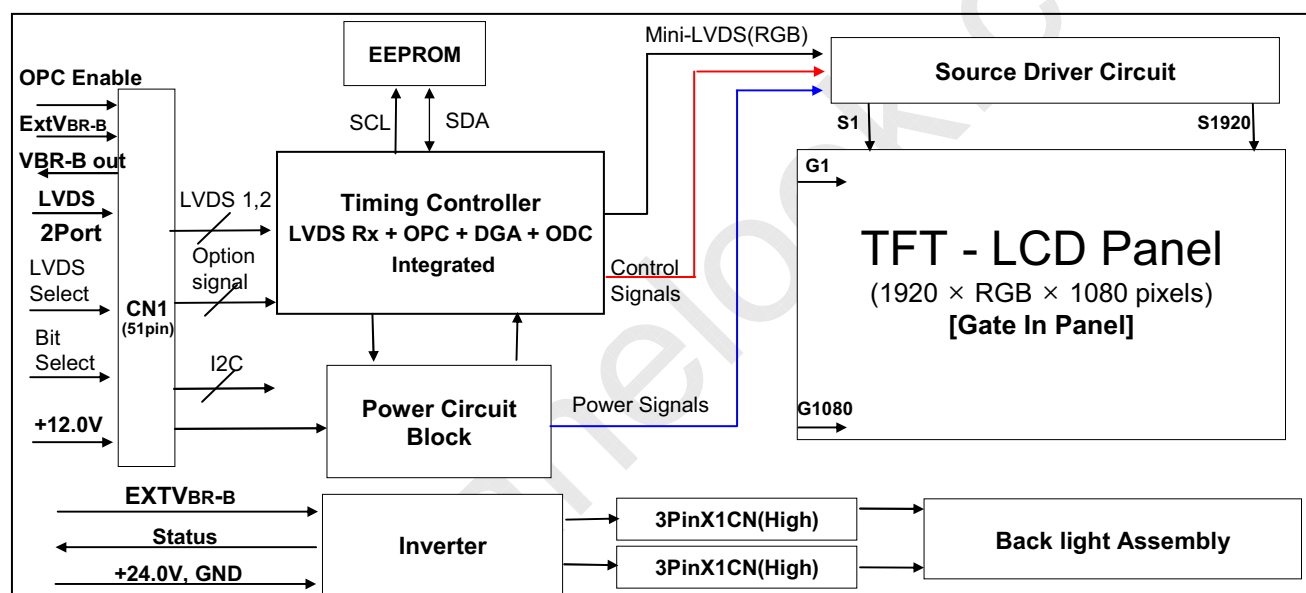 EEPROM
Mini-LVDS(RGB)
Source Driver Circuit
OPC Enable
ExtVBR-B
VBR-B out
LVDS
2Port
LVDS
Select
Bit
Select
+12.0V
CN1
(51pin)
SCL
SDA
LVDS 1,2
Option
signal
I2C
Timing Controller
LVDS Rx + OPC + DGA + ODC
Integrated
Control
Signals
Power Circuit
Block
Power Signals
S1
S1920
G1
TFT - LCD Panel
(1920 × RGB × 1080 pixels)
[Gate In Panel]
G1080
EXTVBR-B
Status
+24.0V, GND
Inverter
3PinX1CN(High)
3PinX1CN(High)
Back light Assembly